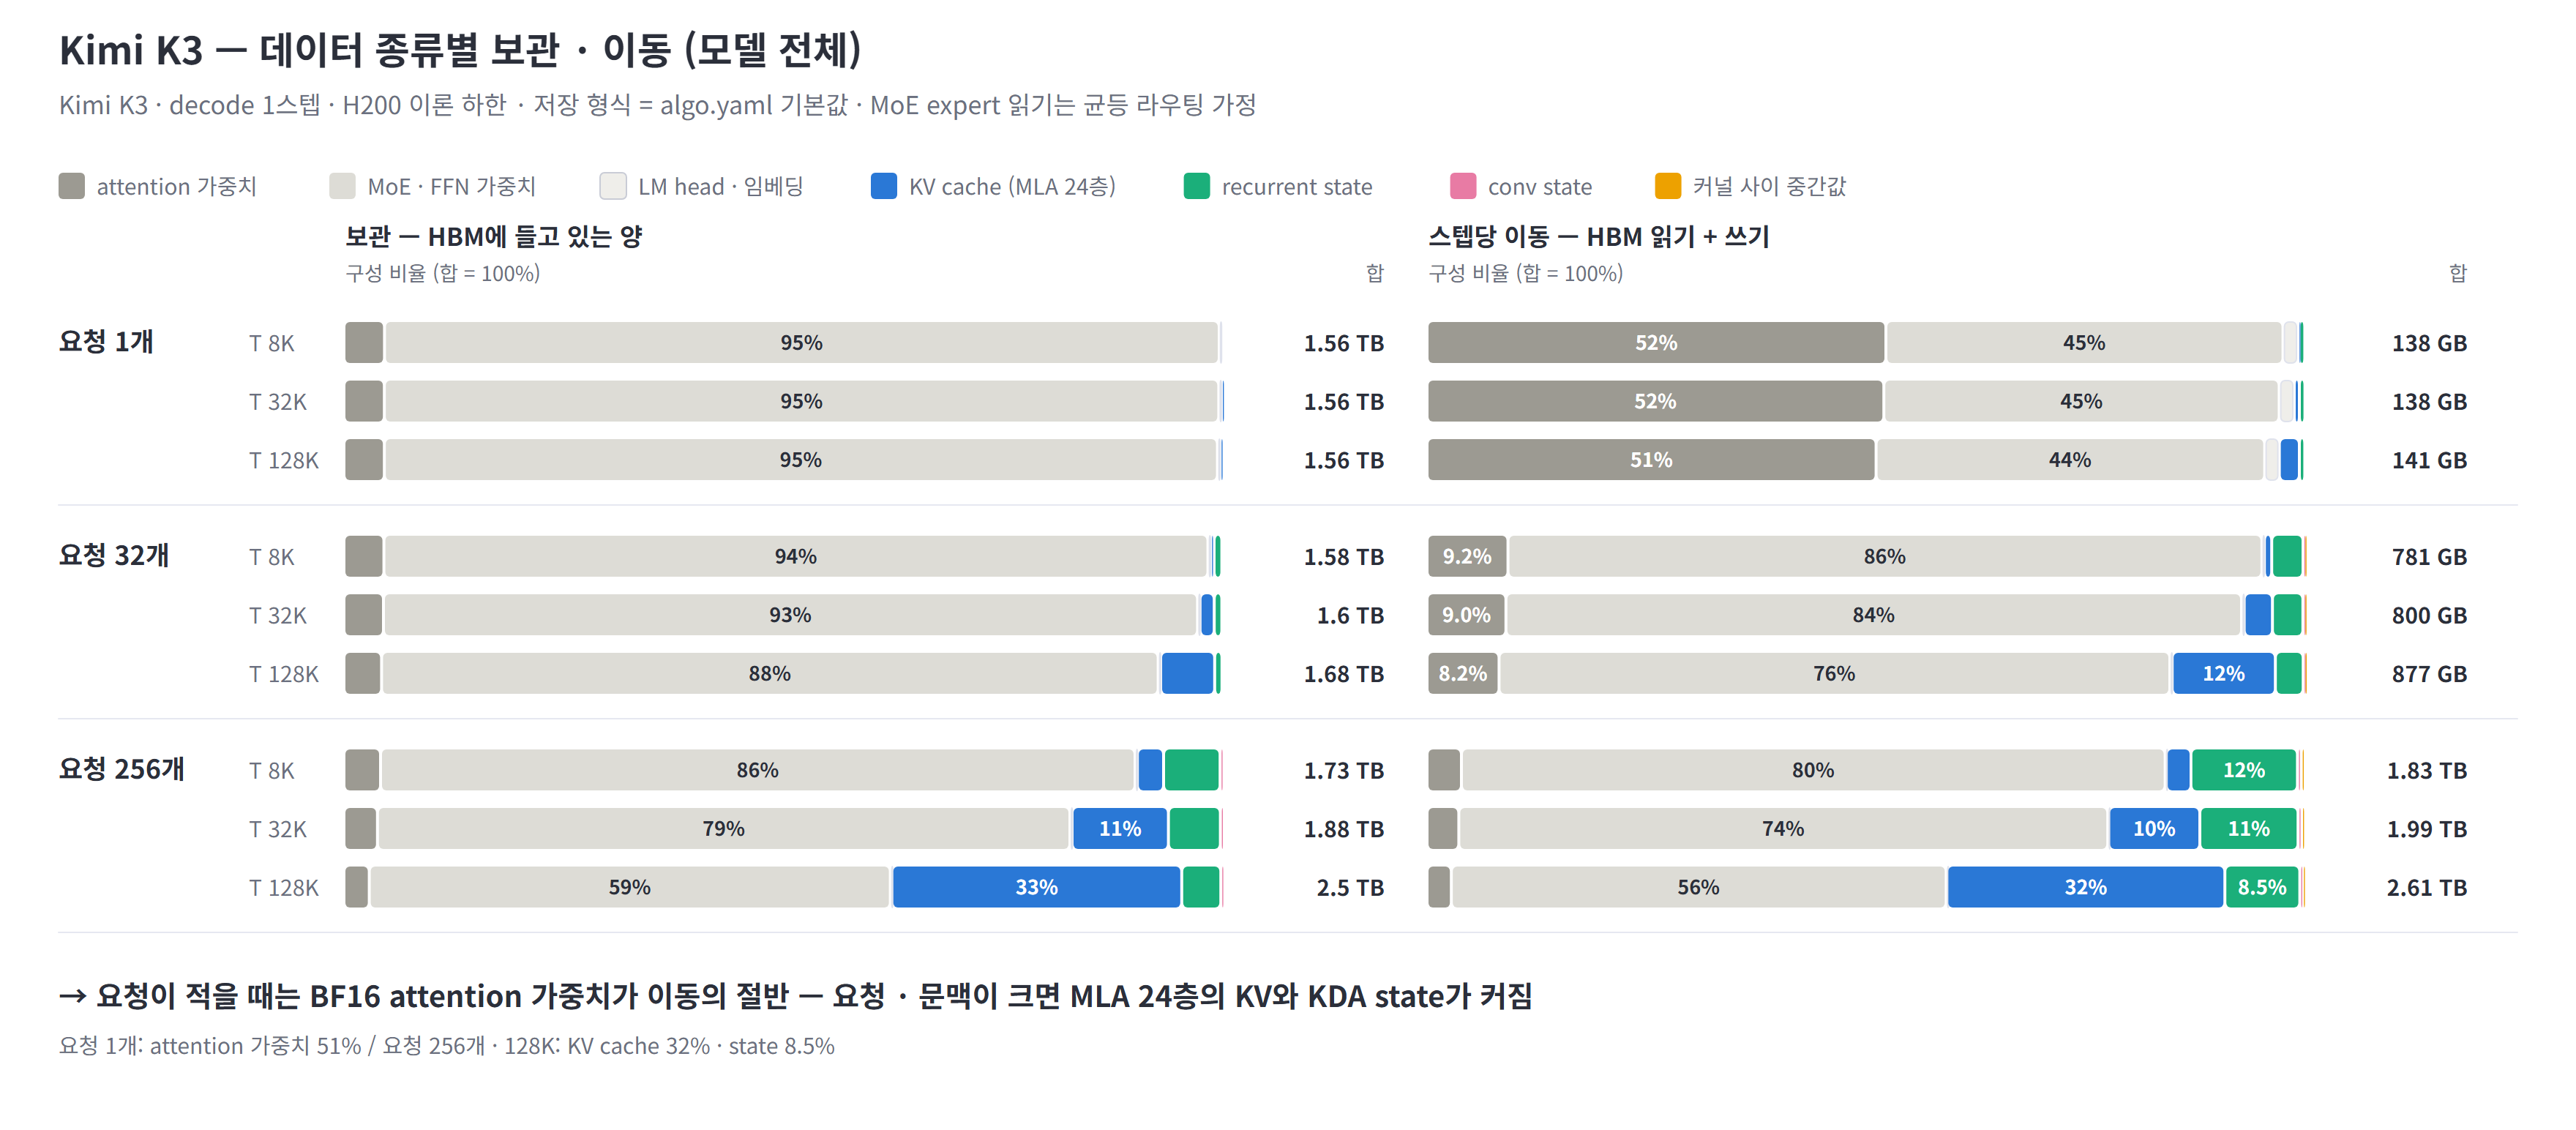 Kimi K3 — 데이터 종류별 보관 · 이동 (모델 전체)
Kimi K3 · decode 1스텝 · H200 이론 하한 · 저장 형식 = algo.yaml 기본값 · MoE expert 읽기는 균등 라우팅 가정
attention 가중치 MoE · FFN 가중치 LM head · 임베딩 KV cache (MLA 24층) recurrent state conv state 커널 사이 중간값
보관 — HBM에 들고 있는 양 스텝당 이동 — HBM 읽기 + 쓰기
구성 비율 (합 = 100%) 합 구성 비율 (합 = 100%) 합
요청 1개 T 8K 95% 1.56 TB 52% 45% 138 GB
T 32K 95% 1.56 TB 52% 45% 138 GB
T 128K 95% 1.56 TB 51% 44% 141 GB
요청 32개 T 8K 94% 1.58 TB 9.2% 86% 781 GB
T 32K 93% 1.6 TB 9.0% 84% 800 GB
T 128K 88% 1.68 TB 8.2% 76% 12% 877 GB
요청 256개 T 8K 86% 1.73 TB 80% 12% 1.83 TB
T 32K 79% 11% 1.88 TB 74% 10% 11% 1.99 TB
T 128K 59% 33% 2.5 TB 56% 32% 8.5% 2.61 TB
→ 요청이 적을 때는 BF16 attention 가중치가 이동의 절반 — 요청 · 문맥이 크면 MLA 24층의 KV와 KDA state가 커짐
요청 1개: attention 가중치 51% / 요청 256개 · 128K: KV cache 32% · state 8.5%